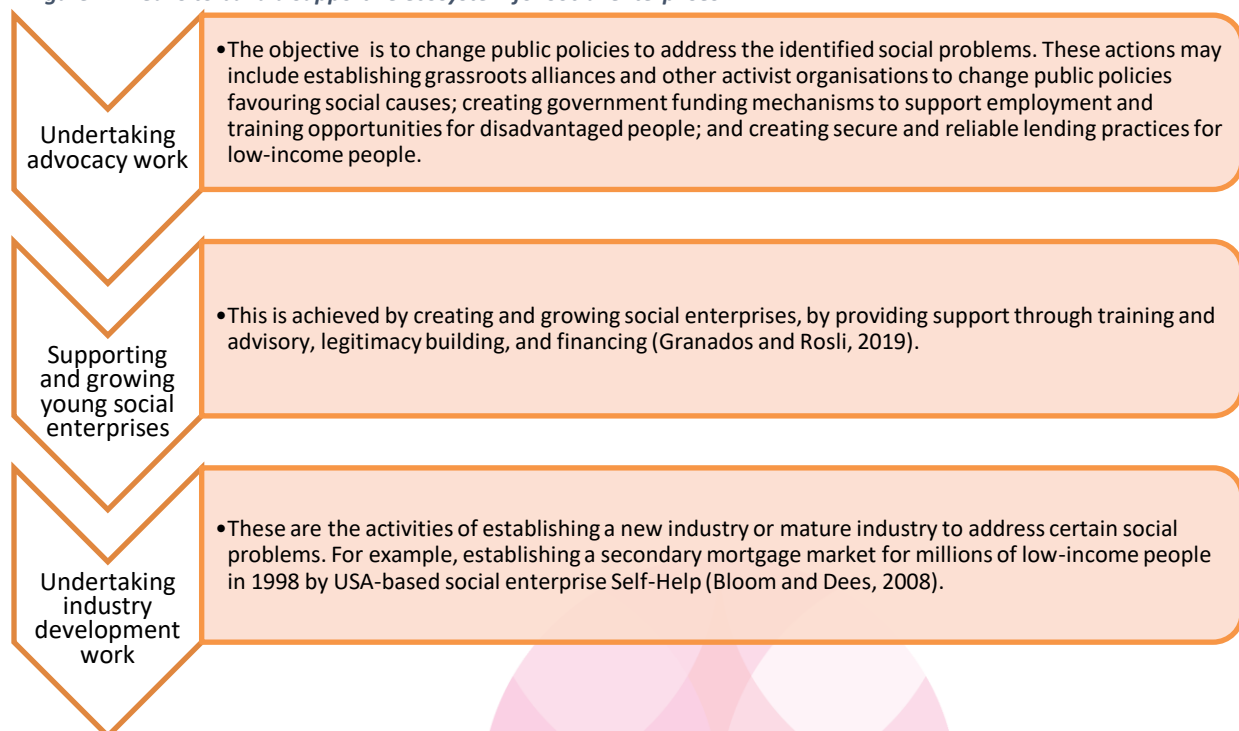 Undertaking
advocacy work
•The objective is to change public policies to address the identified social problems. These actions may
include establishing grassroots alliances and other activist organisations to change public policies
favouring social causes; creating government funding mechanisms to support employment and
training opportunities for disadvantaged people; and creating secure and reliable lending practices for
low-income people.
Supporting
and growing
young social
enterprises
•This is achieved by creating and growing social enterprises, by providing support through training and
advisory, legitimacy building, and financing (Granados and Rosli, 2019).
Undertaking
industry
development
work
•These are the activities of establishing a new industry or mature industry to address certain social
problems. For example, establishing a secondary mortgage market for millions of low-income people
in 1998 by USA-based social enterprise Self-Help (Bloom and Dees, 2008).